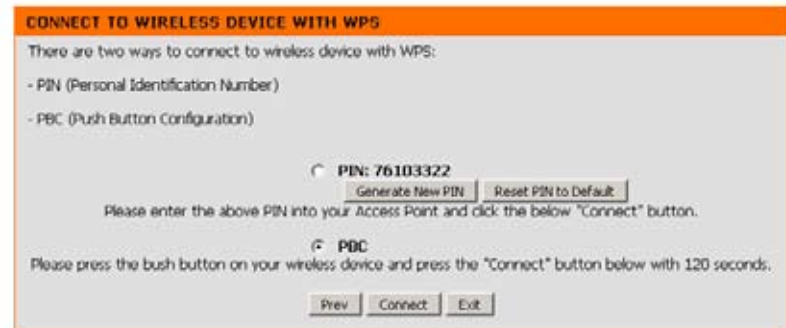 CONNECT TO WIRELESS DEVICE WITH WPS
There are two ways to connect to wireless device with WPS:
- PIN (Personal Identification Number)
- PBC (Push Button Configuration)
PIN: 76103322
Generate New PIN Reset PIN to Default
Please enter the above PIN into your Access Point and click the below "Connect" button.
PBC
Please press the bush button on your wireless device and press the "Connect" button below with 120 seconds.
Prev Connect Exit